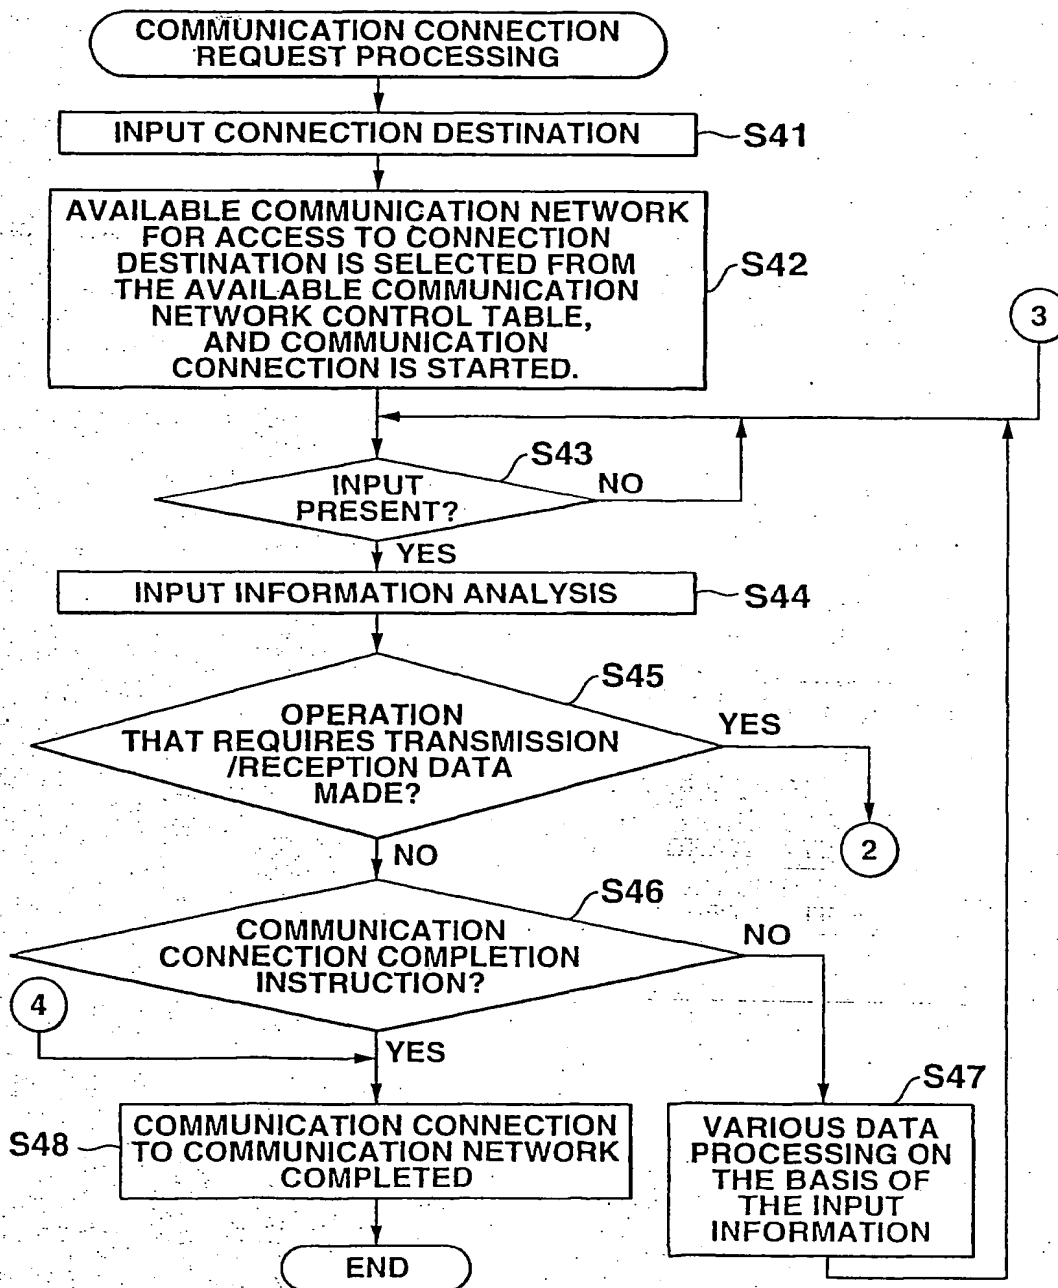 COMMUNICATION CONNECTION
REQUEST PROCESSING
INPUT CONNECTION DESTINATION
S41
AVAILABLE COMMUNICATION NETWORK
FOR ACCESS TO CONNECTION
DESTINATION IS SELECTED FROM
THE AVAILABLE COMMUNICATION
NETWORK CONTROL TABLE,
AND COMMUNICATION
CONNECTION IS STARTED.
S42
3
S43
INPUT
PRESENT?
NO
YES
INPUT INFORMATION ANALYSIS
S44
S45
OPERATION
THAT REQUIRES TRANSMISSION
/RECEPTION DATA
MADE?
YES
2
NO
S46
COMMUNICATION
CONNECTION COMPLETION
INSTRUCTION?
NO
4
YES
S47
S48
COMMUNICATION CONNECTION
TO COMMUNICATION NETWORK
COMPLETED
VARIOUS DATA
PROCESSING ON
THE BASIS OF
THE INPUT
INFORMATION
END